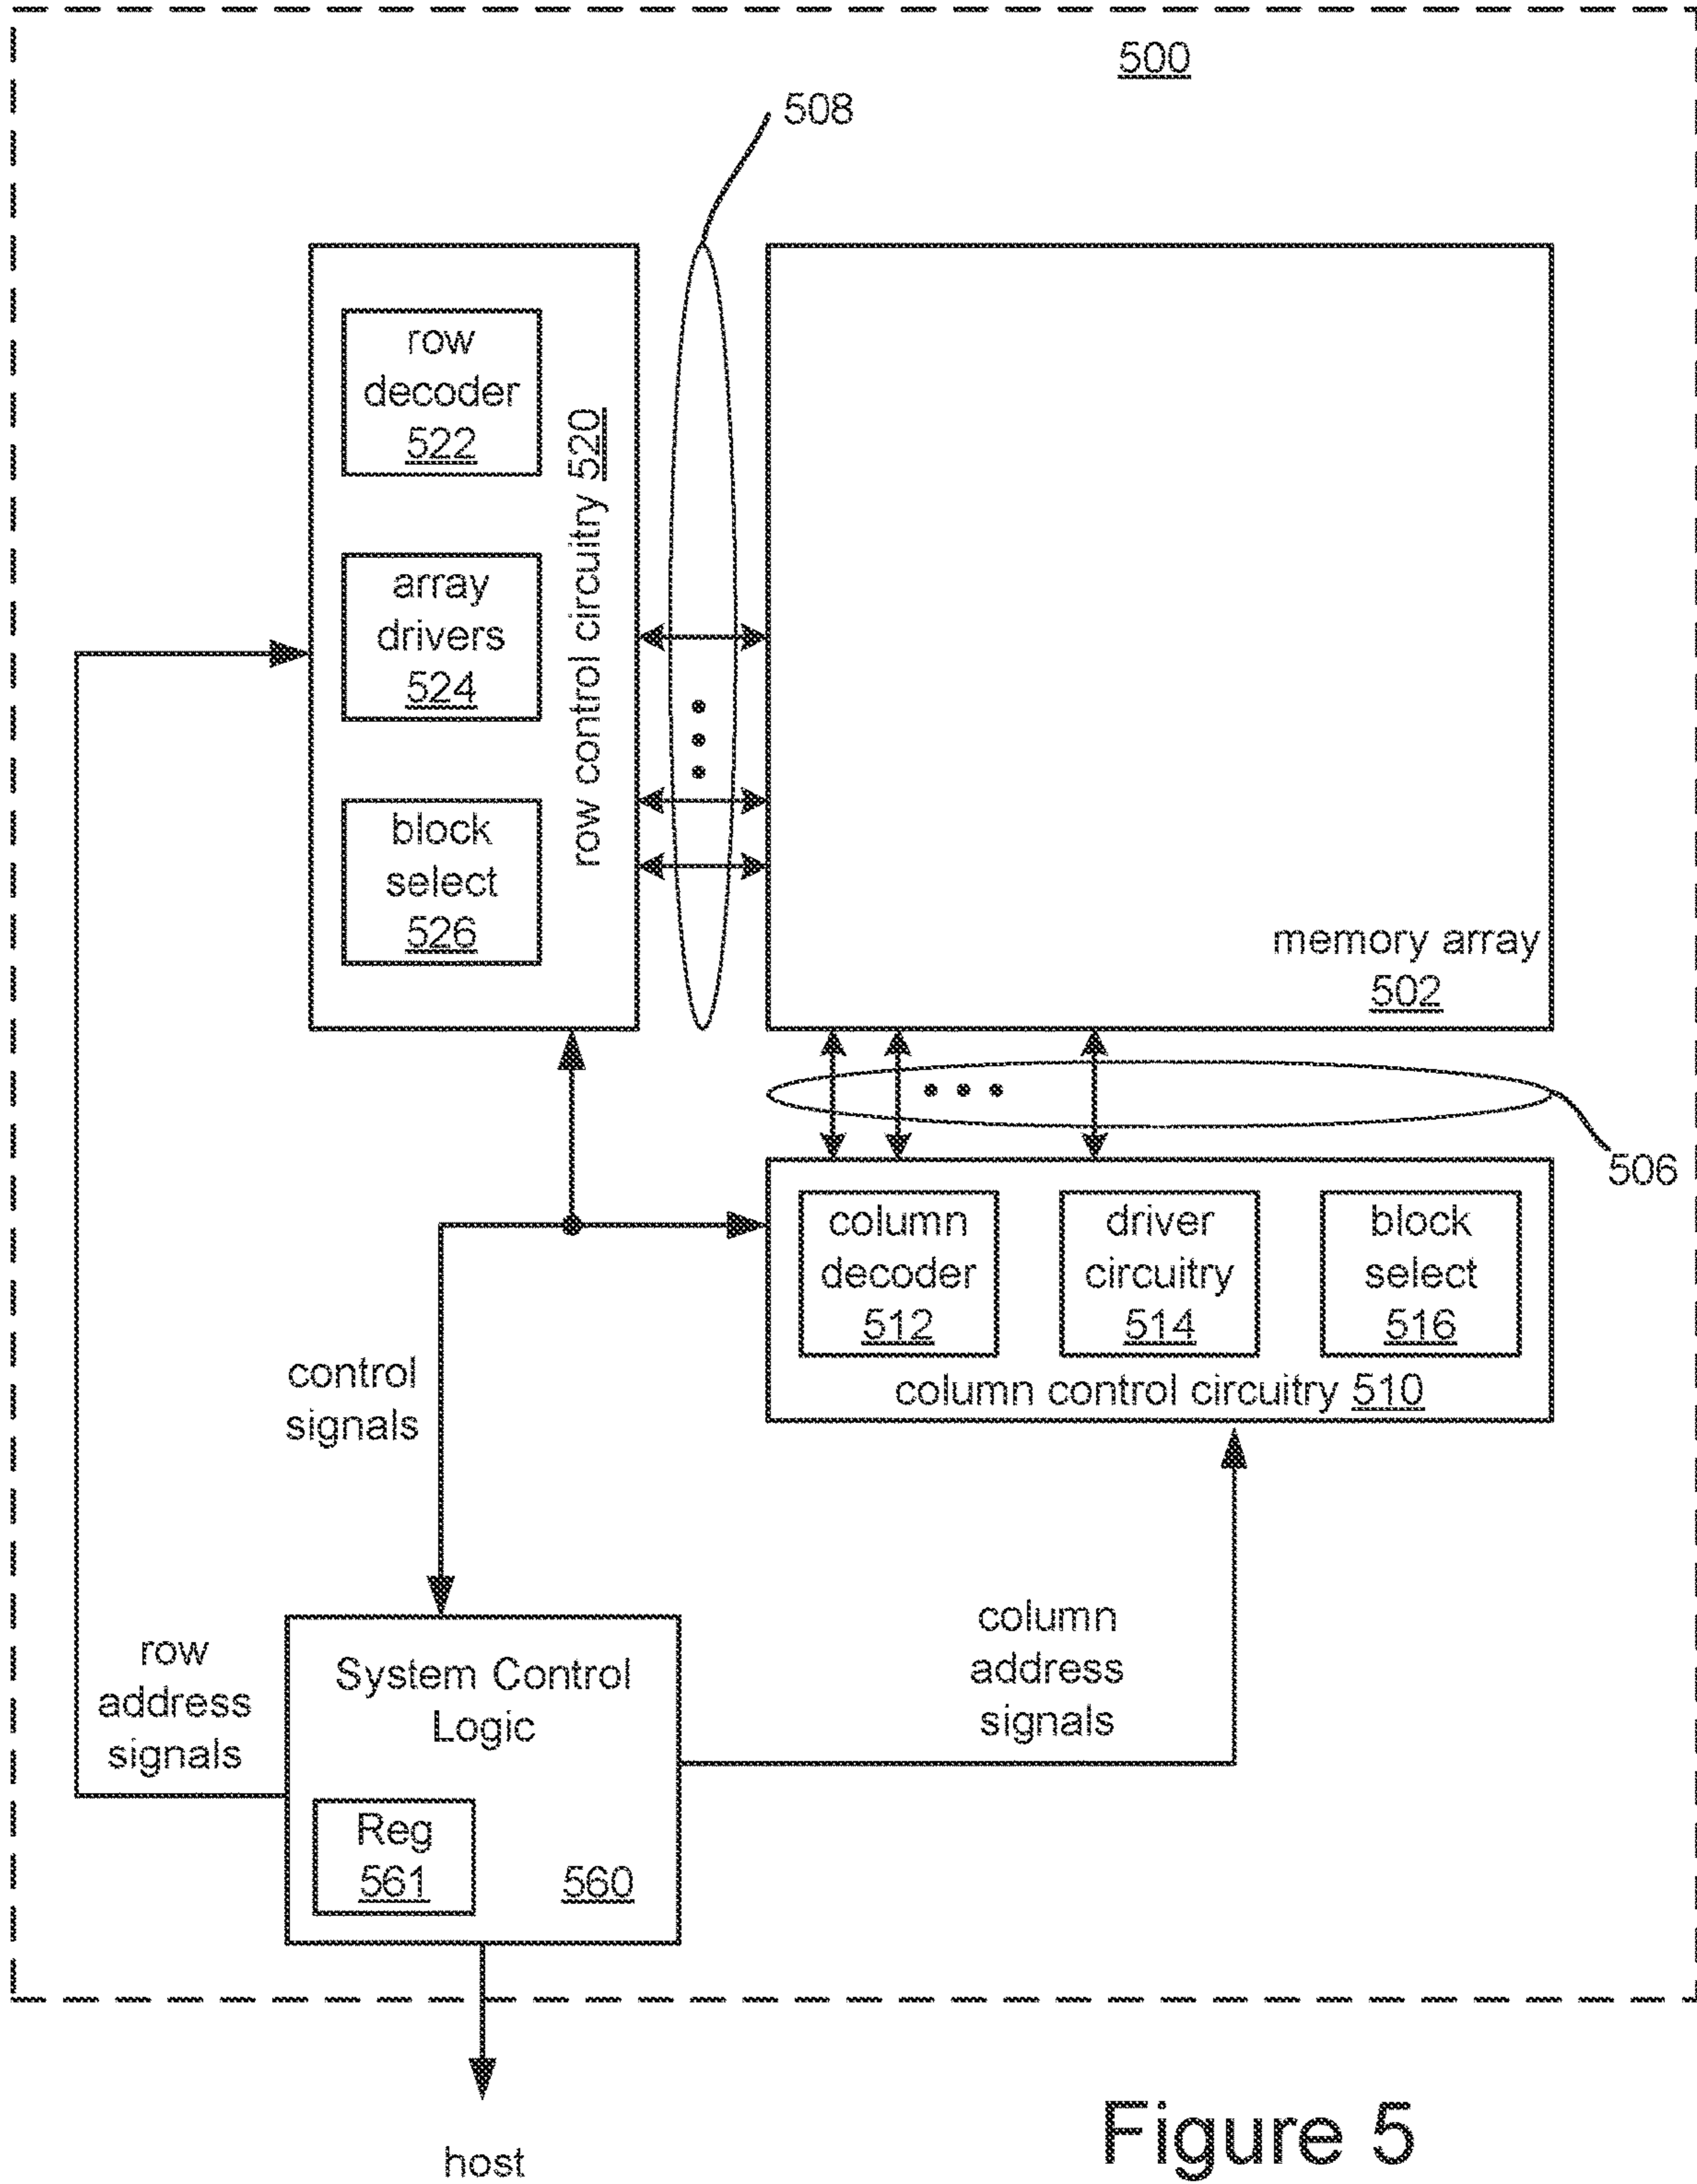 500
508
row
decoder
522
array
drivers
524
block
select
526
row control circuitry 520
memory array
502
506
column
decoder
512
driver
circuitry
514
block
select
516
column control circuitry 510
control
signals
row
address
signals
System Control
Logic
Reg
561
560
column
address
signals
host
Figure 5